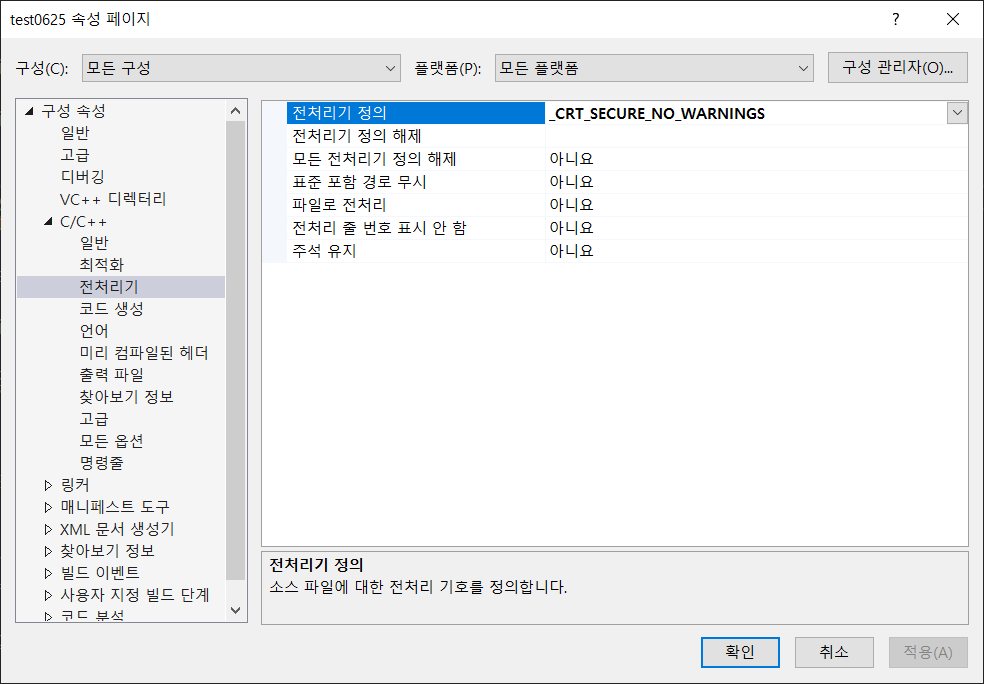 test0625 속성 페이지
?
구성(C): 모든 구성 플랫폼(P): 모든 플랫폼 구성 관리자(O)...
구성 속성
일반
고급
디버깅
VC++ 디렉터리
C/C++
일반
최적화
전처리기
코드 생성
언어
미리 컴파일된 헤더
출력 파일
찾아보기 정보
고급
모든 옵션
명령줄
링커
매니페스트 도구
XML 문서 생성기
찾아보기 정보
빌드 이벤트
사용자 지정 빌드 단계
코드 분석
전처리기 정의 _CRT_SECURE_NO_WARNINGS
전처리기 정의 해제
모든 전처리기 정의 해제 아니요
표준 포함 경로 무시 아니요
파일로 전처리 아니요
전처리 줄 번호 표시 안 함 아니요
주석 유지 아니요
전처리기 정의
소스 파일에 대한 전처리 기호를 정의합니다.
확인 취소 적용(A)